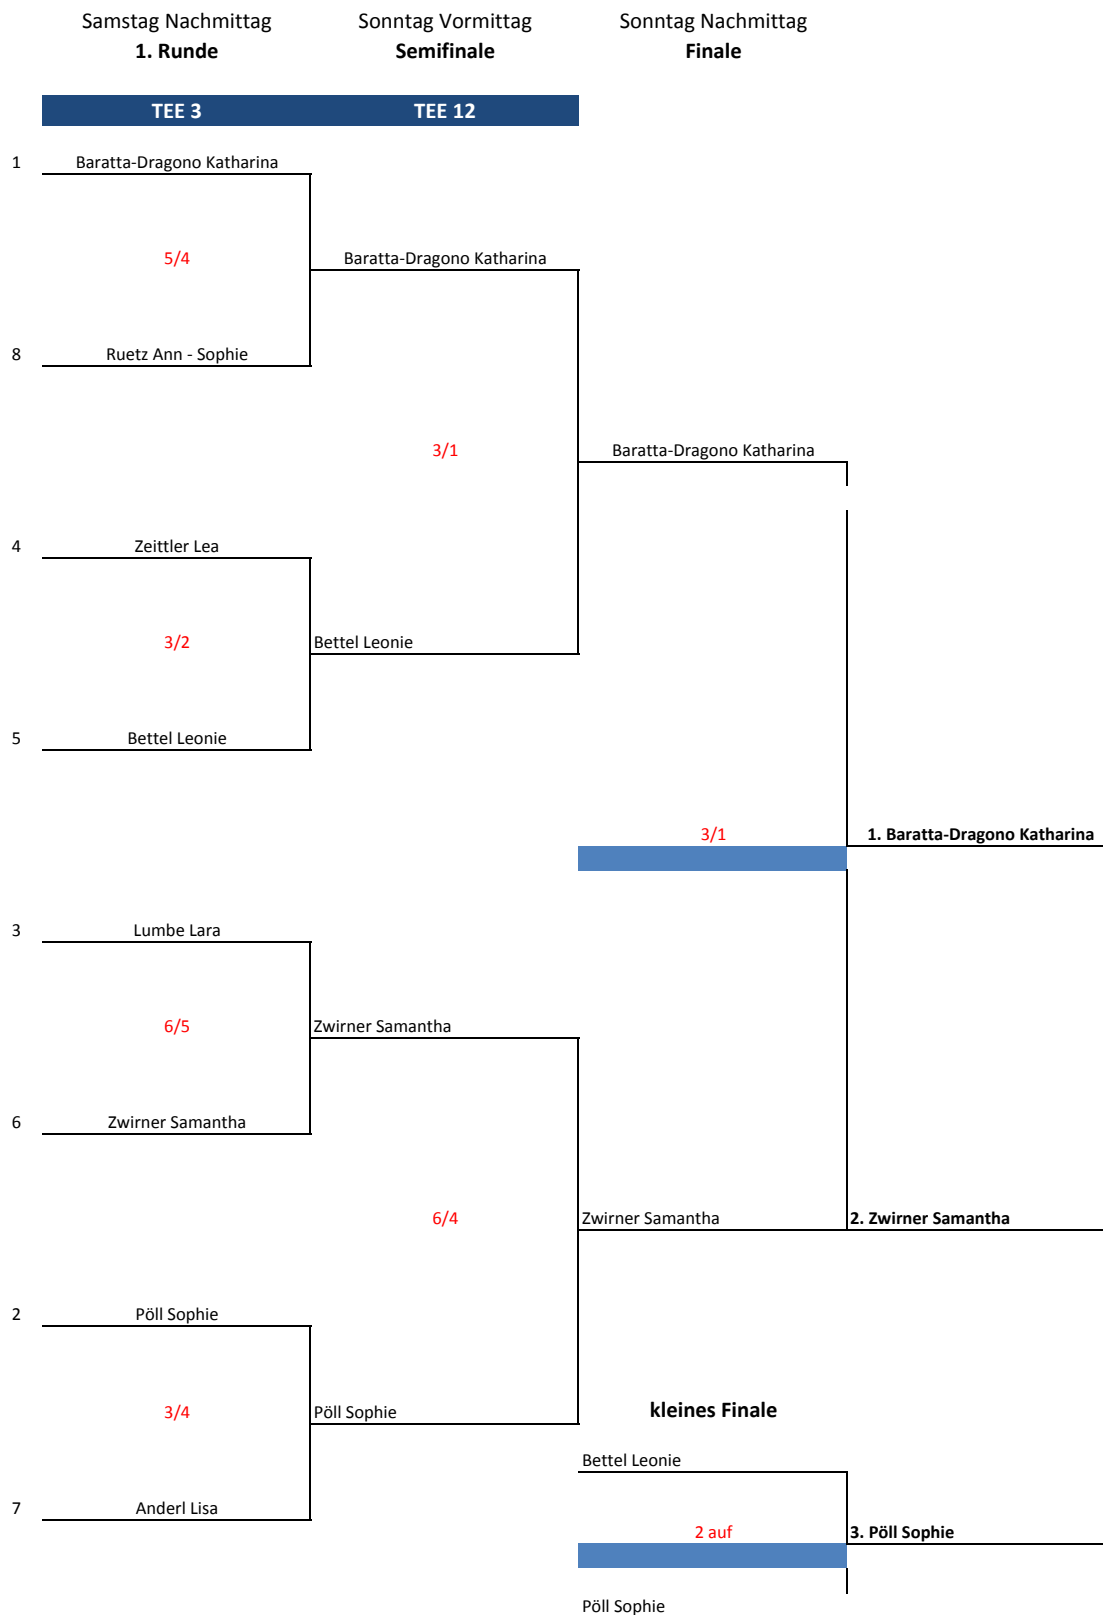 Samstag Nachmittag
Sonntag Vormittag
Sonntag Nachmittag
1. Runde
Semifinale
Finale
TEE 3
TEE 12
1 Baratta-Dragono Katharina
5/4
Baratta-Dragono Katharina
8 Ruetz Ann - Sophie
3/1
Baratta-Dragono Katharina
4 Zeittler Lea
3/2
Bettel Leonie
5 Bettel Leonie
3/1
1. Baratta-Dragono Katharina
3 Lumbe Lara
6/5
Zwirner Samantha
6 Zwirner Samantha
6/4
Zwirner Samantha
2. Zwirner Samantha
2 Pöll Sophie
3/4
Pöll Sophie
kleines Finale
Bettel Leonie
7 Anderl Lisa
2 auf
3. Pöll Sophie
Pöll Sophie